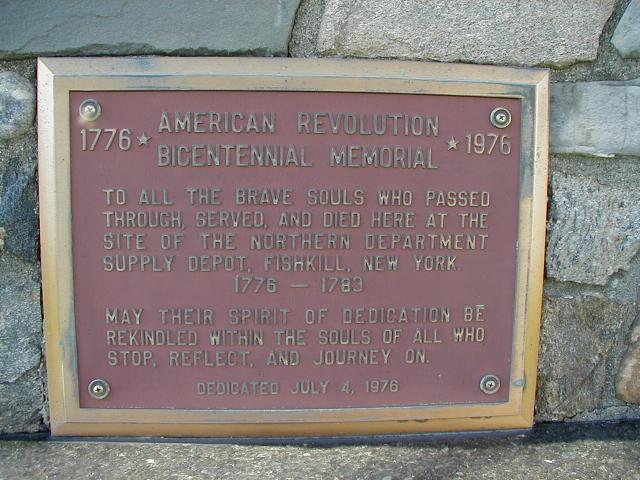 AMERICAN REVOLUTION
1776 ★ BICENTENNIAL MEMORIAL ★ 1976
TO ALL THE BRAVE SOULS WHO PASSED
THROUGH, SERVED, AND DIED HERE AT THE
SITE OF THE NORTHERN DEPARTMENT
SUPPLY DEPOT, FISHKILL, NEW YORK.
1776 — 1783
MAY THEIR SPIRIT OF DEDICATION BE
REKINDLED WITHIN THE SOULS OF ALL WHO
STOP, REFLECT, AND JOURNEY ON.
DEDICATED JULY 4, 1976